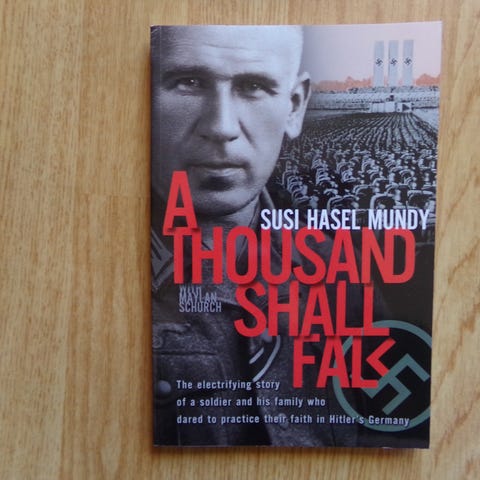 SUSI HASEL MUNDY
A
THOUSAND
WITH
MAYLAN
SCHURCH
SHALL
FALL
The electrifying story
of a soldier and his family who
dared to practice their faith in Hitler's Germany